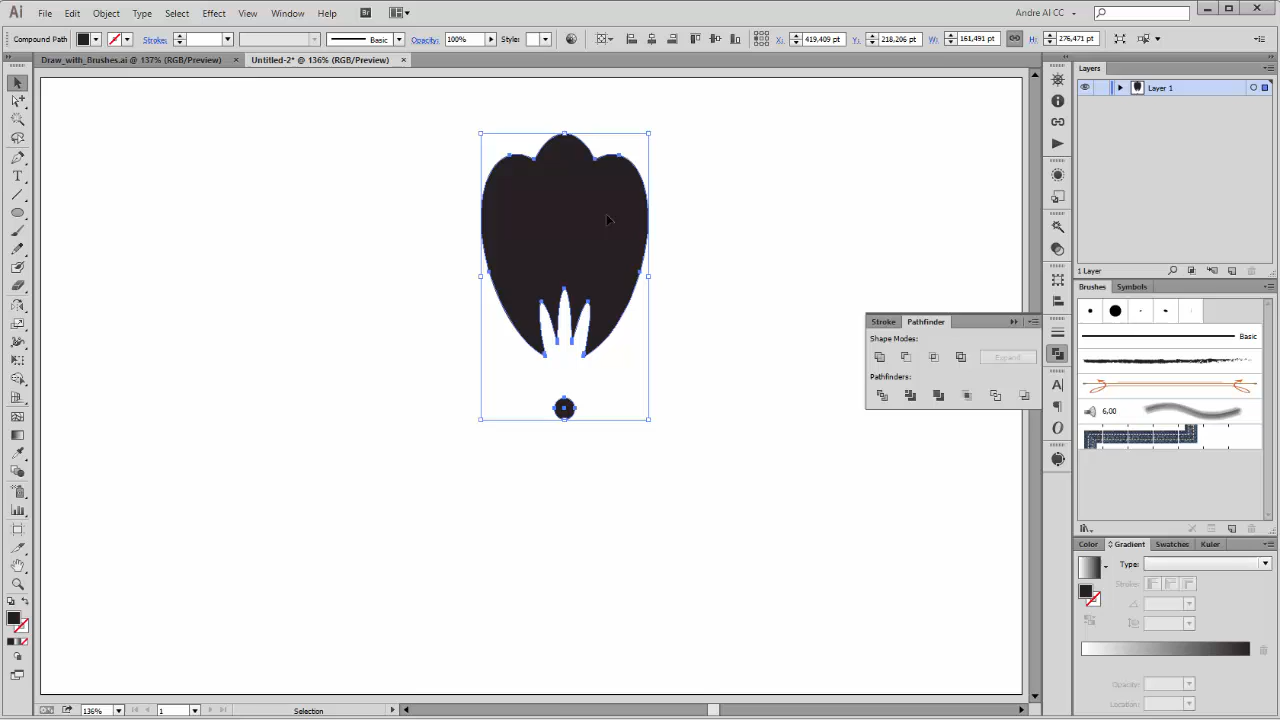 Ai File Edit Object Type Select Effect View Window Help Br Andre AI CC
Compound Path Stroke: Basic Opacity: 100% Style: X: 419,409 pt Y: 218,206 pt W: 161,491 pt H: 276,471 pt
Draw_with_Brushes.ai @ 137% (RGB/Preview) × Untitled-2* @ 136% (RGB/Preview) ×
Layers
Layer 1
1 Layer
Brushes Symbols
Basic
6,00
Stroke Pathfinder
Shape Modes:
Expand
Pathfinders:
Color Gradient Swatches Kuler
Type:
Stroke:
Opacity:
Location:
136% 1 Selection